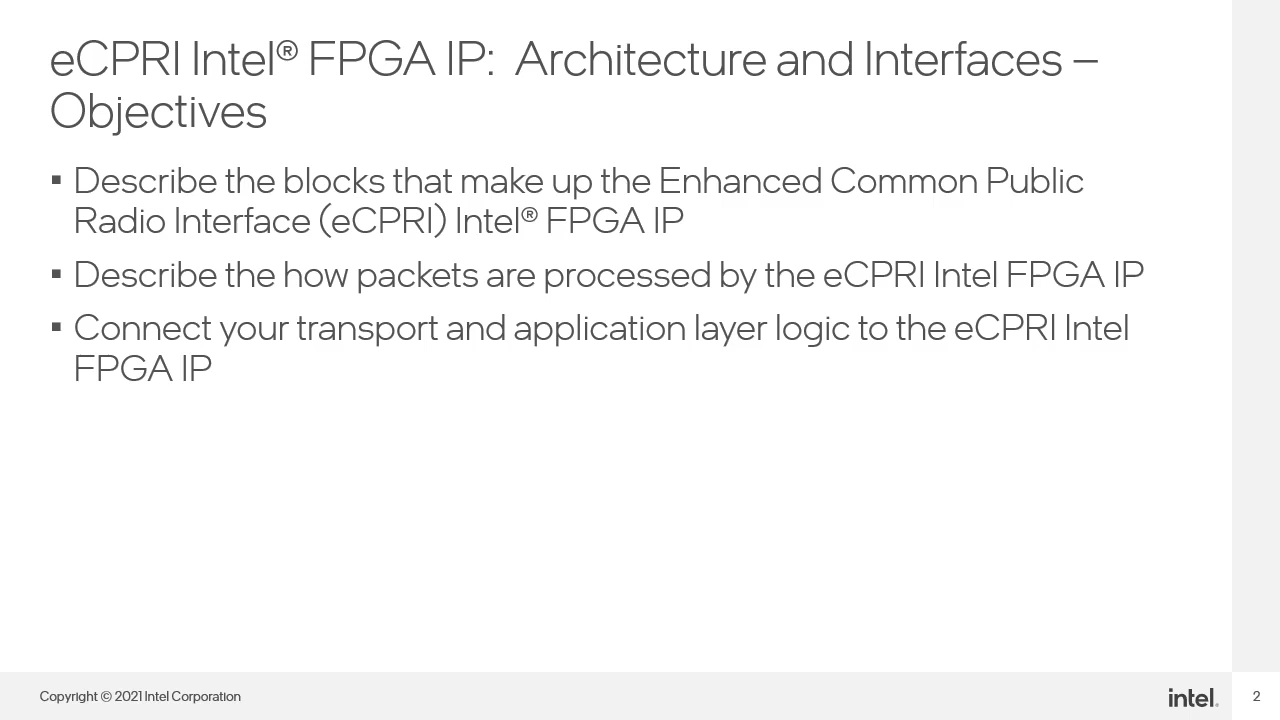 eCPRI Intel® FPGA IP:  Architecture and Interfaces –
Objectives
▪ Describe the blocks that make up the Enhanced Common Public
Radio Interface (eCPRI) Intel® FPGA IP
▪ Describe the how packets are processed by the eCPRI Intel FPGA IP
▪ Connect your transport and application layer logic to the eCPRI Intel
FPGA IP
Copyright © 2021 Intel Corporation
intel.
2